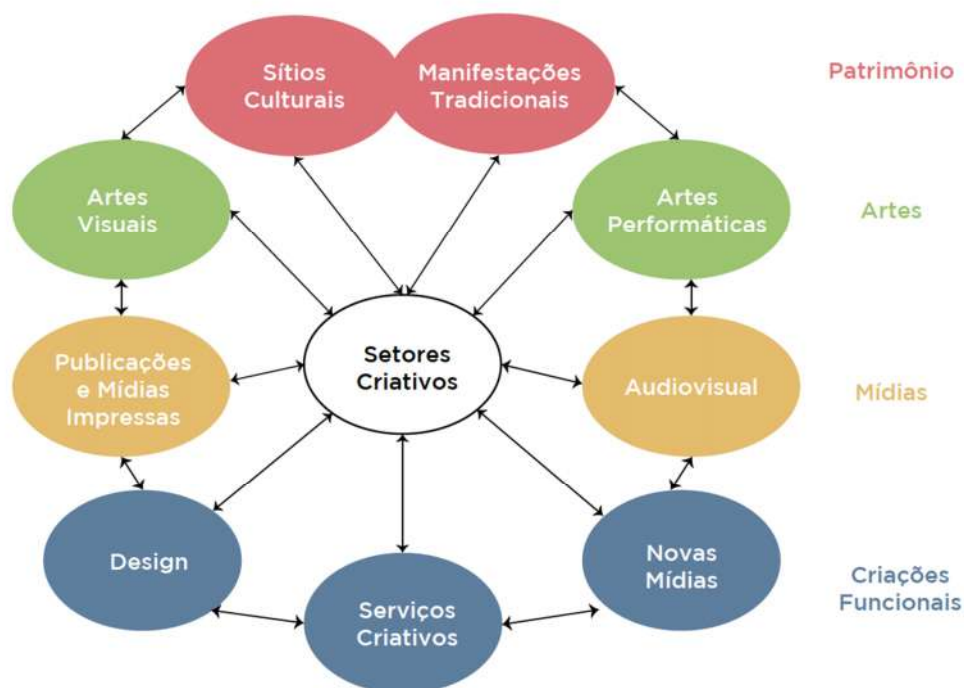 Sítios
Culturais
Manifestações
Tradicionais
Patrimônio
Artes
Visuais
Artes
Performáticas
Artes
Setores
Criativos
Publicações
e Mídias
Impressas
Audiovisual
Mídias
Design
Serviços
Criativos
Novas
Mídias
Criações
Funcionais